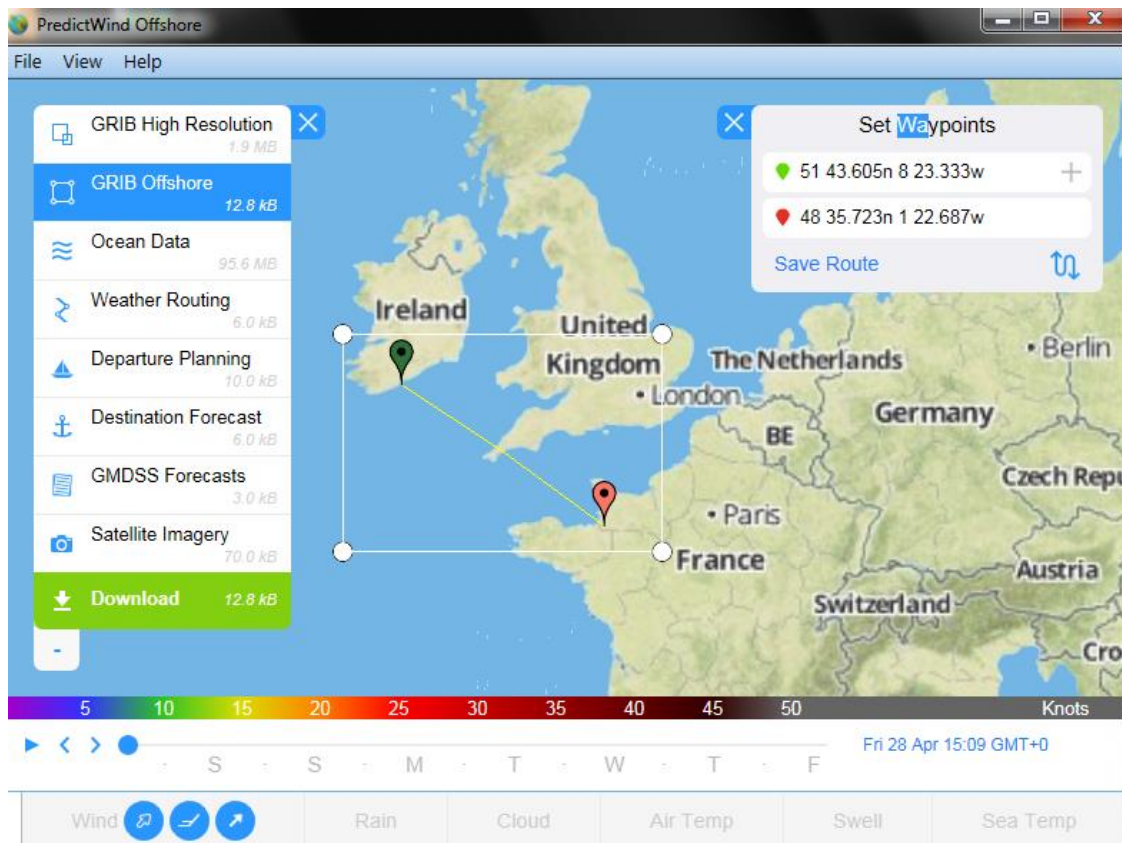 PredictWind Offshore
File View Help
GRIB High Resolution
1.9 MB
GRIB Offshore
12.8 kB
Ocean Data
95.6 MB
Weather Routing
6.0 kB
Departure Planning
10.0 kB
Destination Forecast
6.0 kB
GMDSS Forecasts
3.0 kB
Satellite Imagery
70.0 kB
Download 12.8 kB
-
Set Waypoints
51 43.605n 8 23.333w
48 35.723n 1 22.687w
Save Route
Ireland
United
Kingdom
London
The Netherlands
Berlin
Germany
BE
Czech Repu
Paris
France
Austria
Switzerland
Cro
5 10 15 20 25 30 35 40 45 50 Knots
Fri 28 Apr 15:09 GMT+0
S S M T W T F
Wind Rain Cloud Air Temp Swell Sea Temp